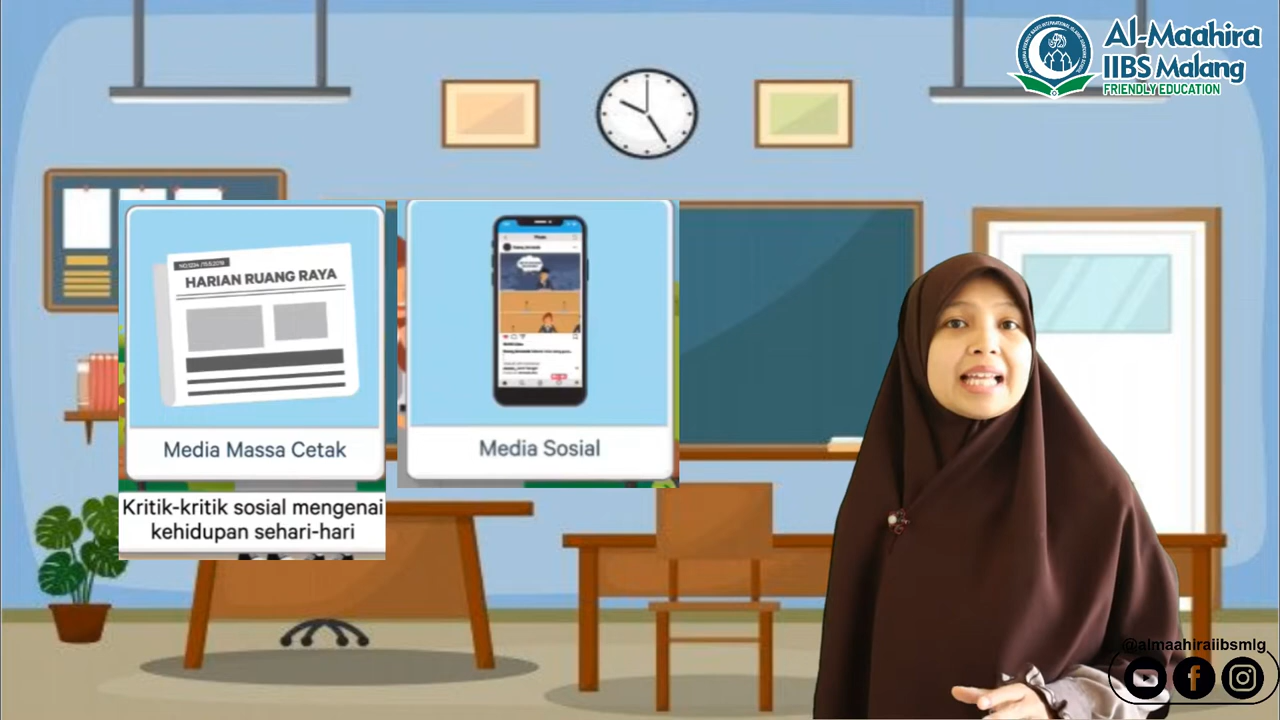 Al-Maahira
IIBS Malang
FRIENDLY EDUCATION
HARIAN RUANG RAYA
Media Massa Cetak
Media Sosial
Kritik-kritik sosial mengenai
kehidupan sehari-hari
@almaahiraiibsmlg